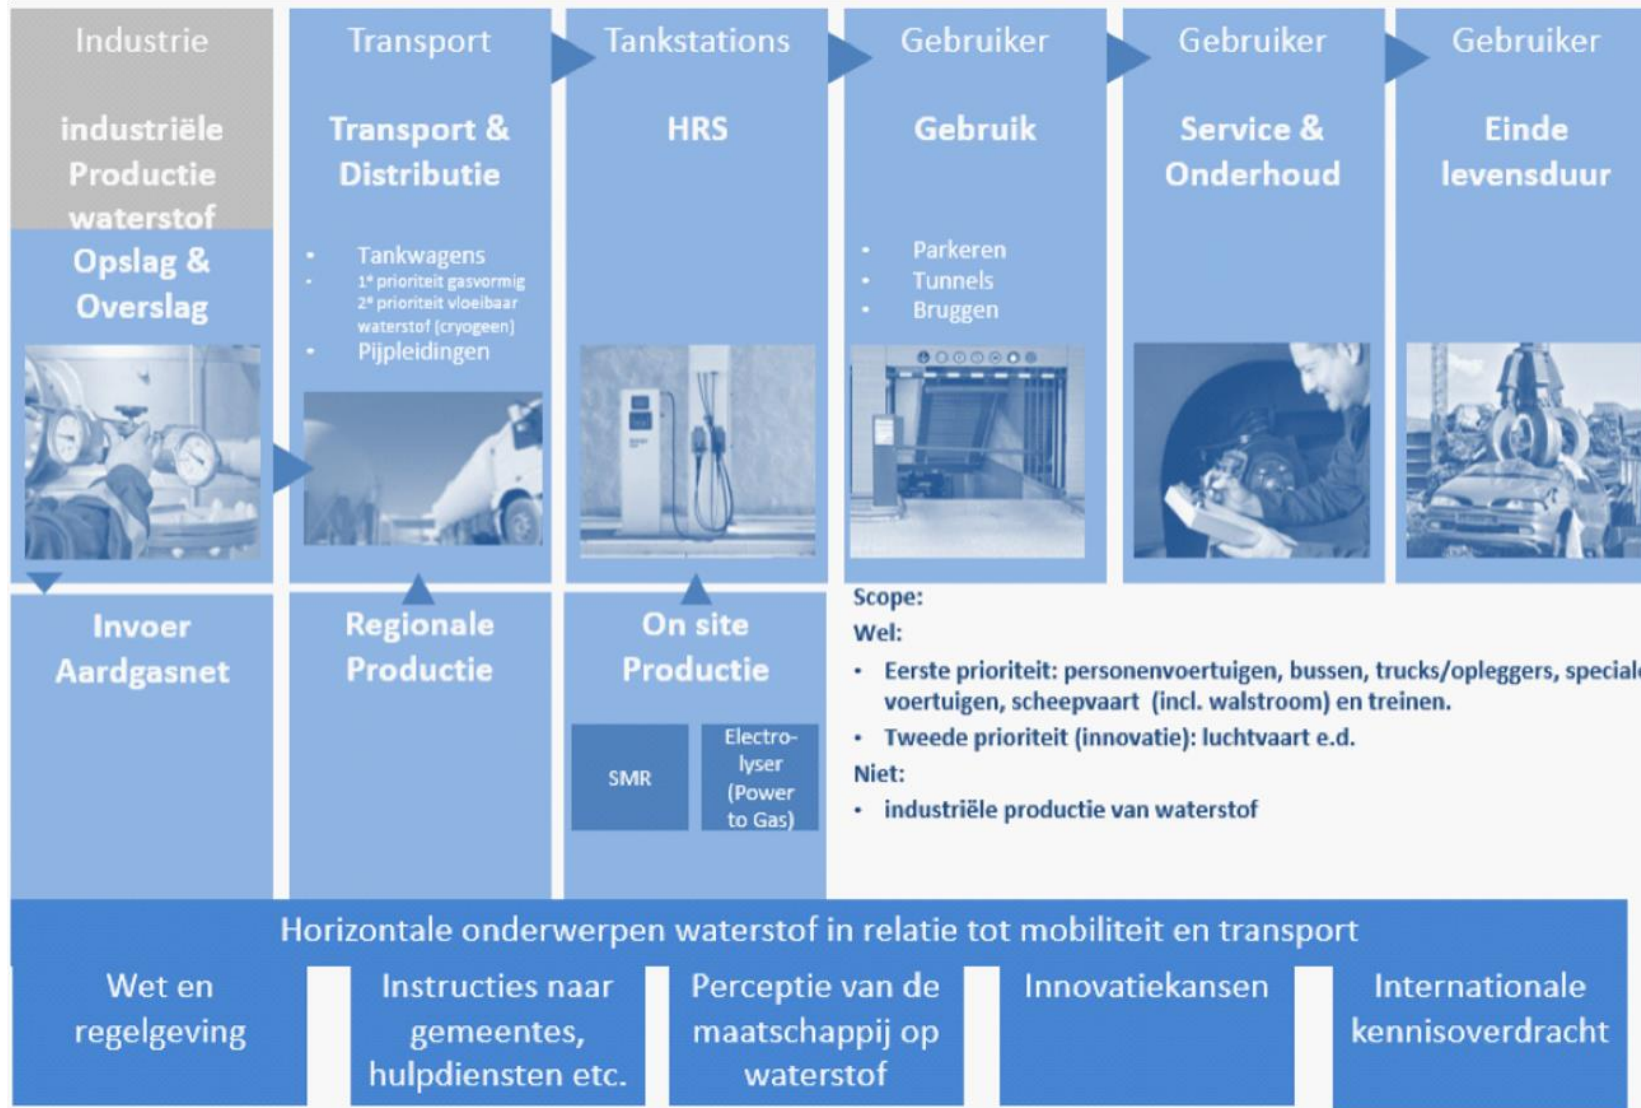 Industrie
industriële
Productie
waterstof
Opslag &
Overslag
Transport
Transport &
Distributie
• Tankwagens
• 1e prioriteit gasvormig
2e prioriteit vloeibaar
waterstof (cryogeen)
• Pijpleidingen
Tankstations
HRS
Gebruiker
Gebruik
• Parkeren
• Tunnels
• Bruggen
Gebruiker
Service &
Onderhoud
Gebruiker
Einde
levensduur
Invoer
Aardgasnet
Regionale
Productie
On site
Productie
SMR
Electro-
lyser
(Power
to Gas)
Scope:
Wel:
• Eerste prioriteit: personenvoertuigen, bussen, trucks/opleggers, speciale
voertuigen, scheepvaart (incl. walstroom) en treinen.
• Tweede prioriteit (innovatie): luchtvaart e.d.
Niet:
• industriële productie van waterstof
Horizontale onderwerpen waterstof in relatie tot mobiliteit en transport
Wet en
regelgeving
Instructies naar
gemeentes,
hulpdiensten etc.
Perceptie van de
maatschappij op
waterstof
Innovatiekansen
Internationale
kennisoverdracht